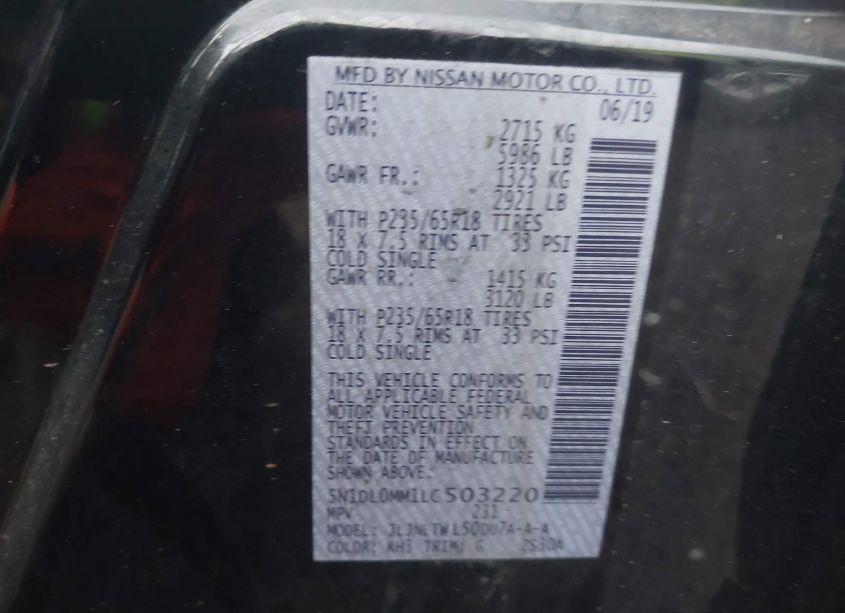 MFD BY NISSAN MOTOR CO., LTD.
DATE: 06/19
GVWR: 2715 KG
5986 LB
GAWR FR.: 1325 KG
2921 LB
WITH P235/65R18 TIRES
18 X 7.5 RIMS AT 33 PSI
COLD SINGLE
GAWR RR.: 1415 KG
3120 LB
WITH P235/65R18 TIRES
18 X 7.5 RIMS AT 33 PSI
COLD SINGLE
THIS VEHICLE CONFORMS TO
ALL APPLICABLE FEDERAL
MOTOR VEHICLE SAFETY AND
THEFT PREVENTION
STANDARDS IN EFFECT ON
THE DATE OF MANUFACTURE
SHOWN ABOVE.
5N1DL0MM1LC503220
MPV 231
MODEL:
COLOR: KH3 TRIM: G